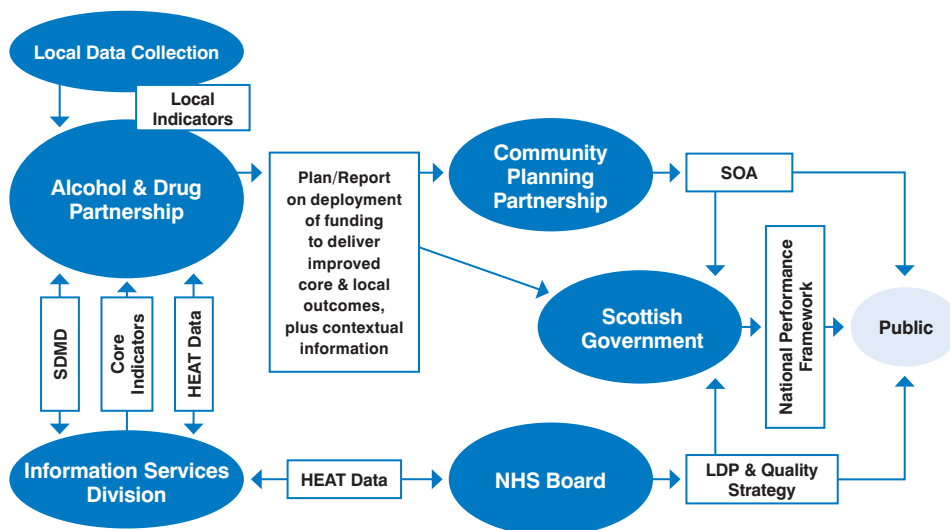 Local Data Collection
Local
Indicators
Alcohol & Drug
Partnership
Plan/Report
on deployment
of funding
to deliver
improved
core & local
outcomes,
plus contextual
information
Community
Planning
Partnership
SOA
Scottish
Government
National Performance
Framework
Public
SDMD
Core
Indicators
HEAT Data
Information Services
Division
HEAT Data
NHS Board
LDP & Quality
Strategy